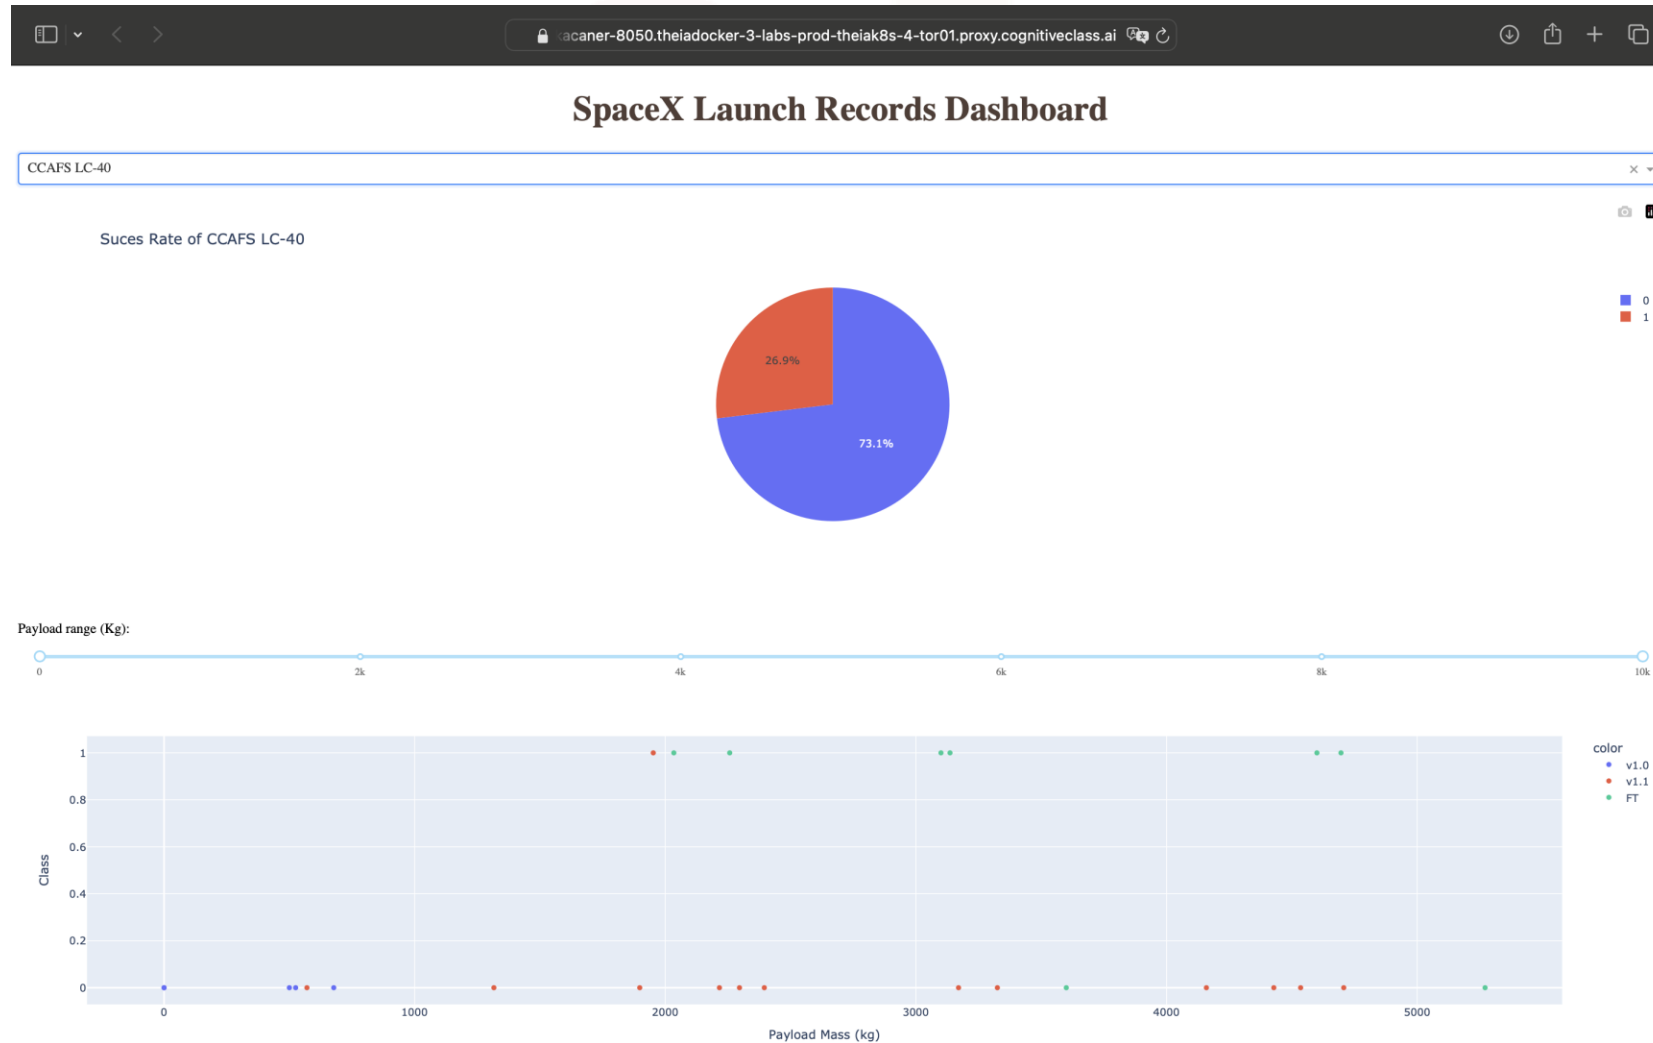 acaner-8050.theiadocker-3-labs-prod-theiak8s-4-tor01.proxy.cognitiveclass.ai
SpaceX Launch Records Dashboard
CCAFS LC-40
Suces Rate of CCAFS LC-40
0
1
26.9%
73.1%
Payload range (Kg):
0 2k 4k 6k 8k 10k
color
v1.0
v1.1
FT
1
0.8
0.6
0.4
0.2
0
Class
0 1000 2000 3000 4000 5000
Payload Mass (kg)